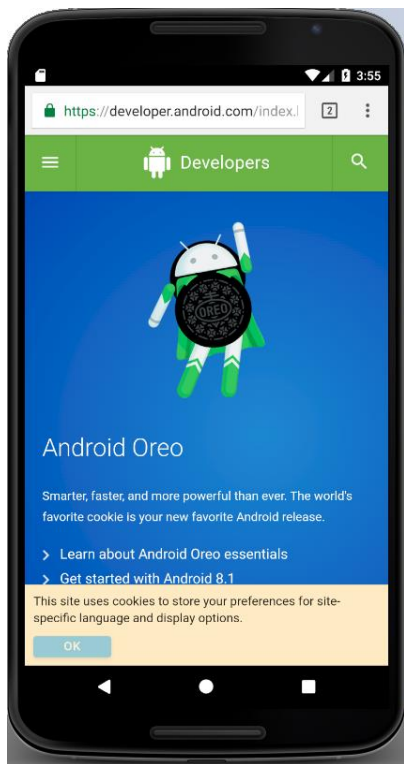 3:55
https://developer.android.com/index.
2
Developers
OREO
Android Oreo
Smarter, faster, and more powerful than ever. The world's
favorite cookie is your new favorite Android release.
Learn about Android Oreo essentials
Get started with Android 8.1
This site uses cookies to store your preferences for site-
specific language and display options.
OK